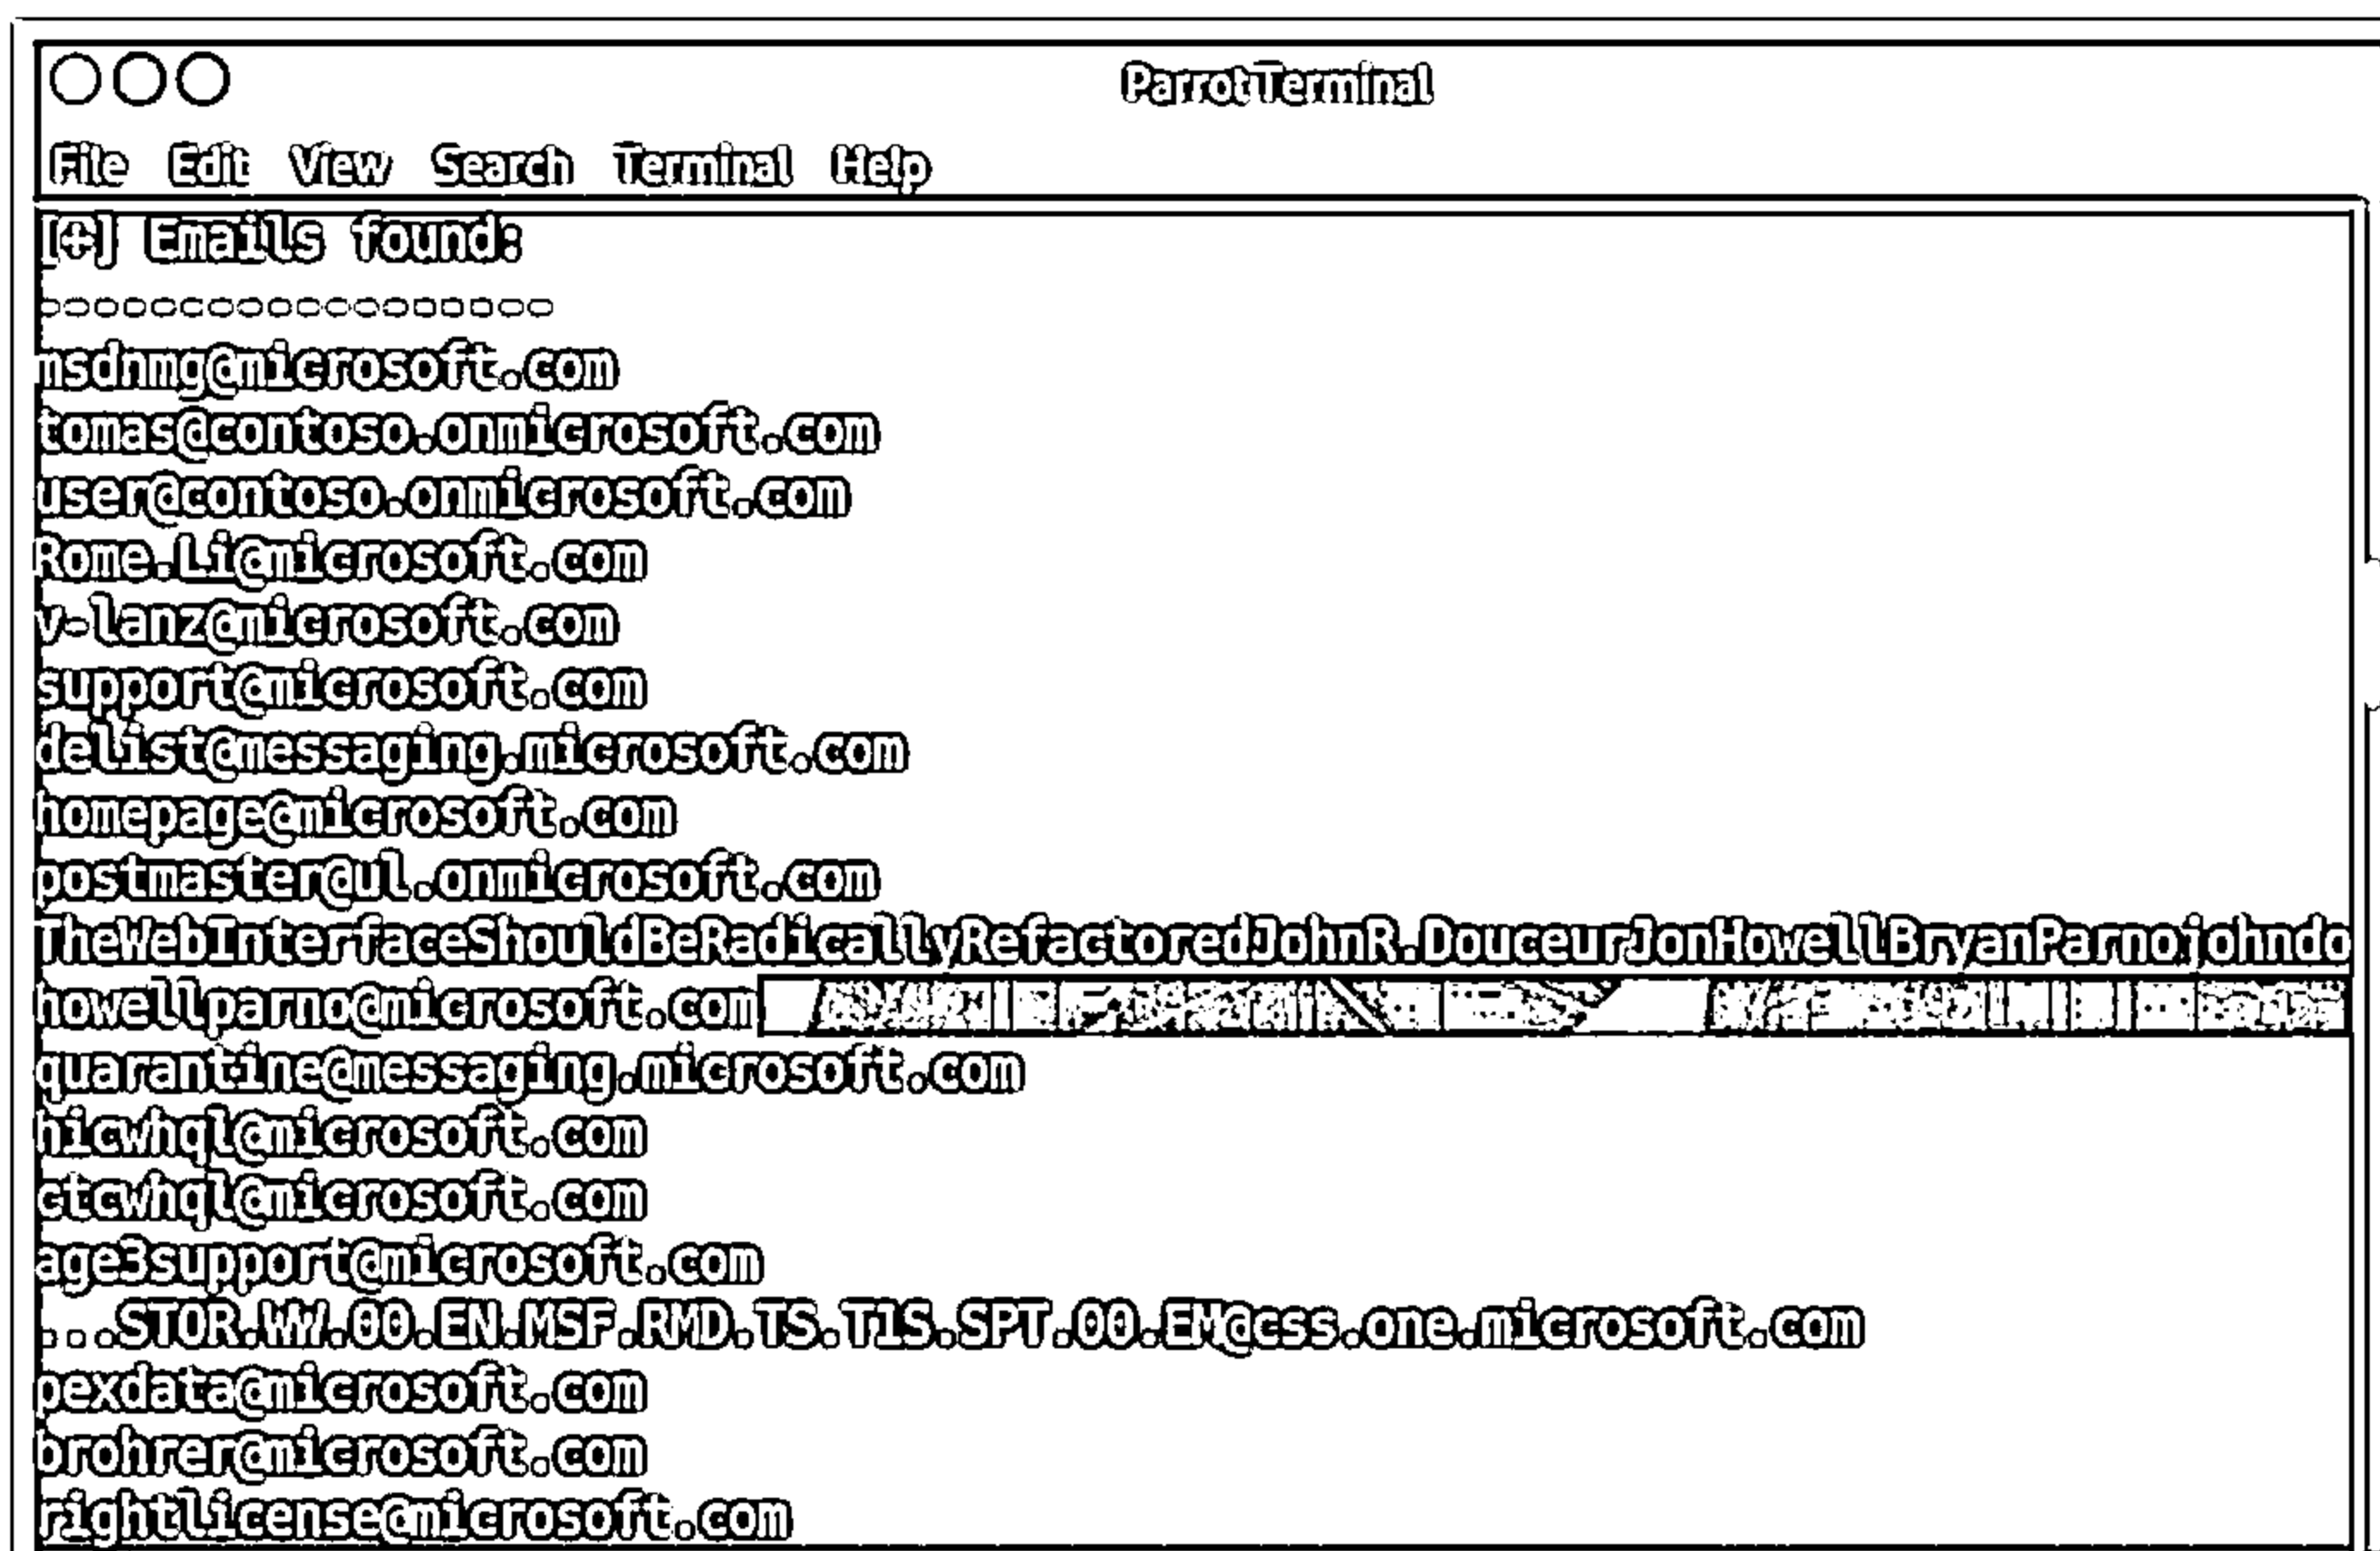 Parrot Terminal
File Edit View Search Terminal Help
[+] Emails found:
------------------
msdnmg@microsoft.com
tomas@contoso.onmicrosoft.com
user@contoso.onmicrosoft.com
Rome.Li@microsoft.com
v-lanz@microsoft.com
support@microsoft.com
delist@messaging.microsoft.com
homepage@microsoft.com
postmaster@ul.onmicrosoft.com
TheWebInterfaceShouldBeRadicallyRefactoredJohnR.DouceurJonHowellBryanParnojohndo
howellparno@microsoft.com
quarantine@messaging.microsoft.com
hicwhql@microsoft.com
ctcwhql@microsoft.com
age3support@microsoft.com
...STOR.WW.00.EN.MSF.RMD.TS.T1S.SPT.00.EM@css.one.microsoft.com
pexdata@microsoft.com
brohrer@microsoft.com
rightlicense@microsoft.com